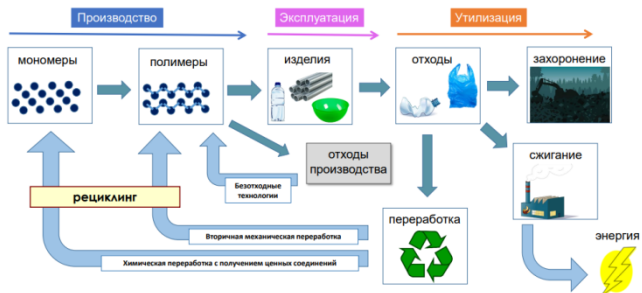 Производство
Эксплуатация
Утилизация
мономеры
полимеры
изделия
отходы
захоронение
отходы
производства
сжигание
Безотходные
технологии
рециклинг
переработка
Вторичная механическая переработка
энергия
Химическая переработка с получением ценных соединений